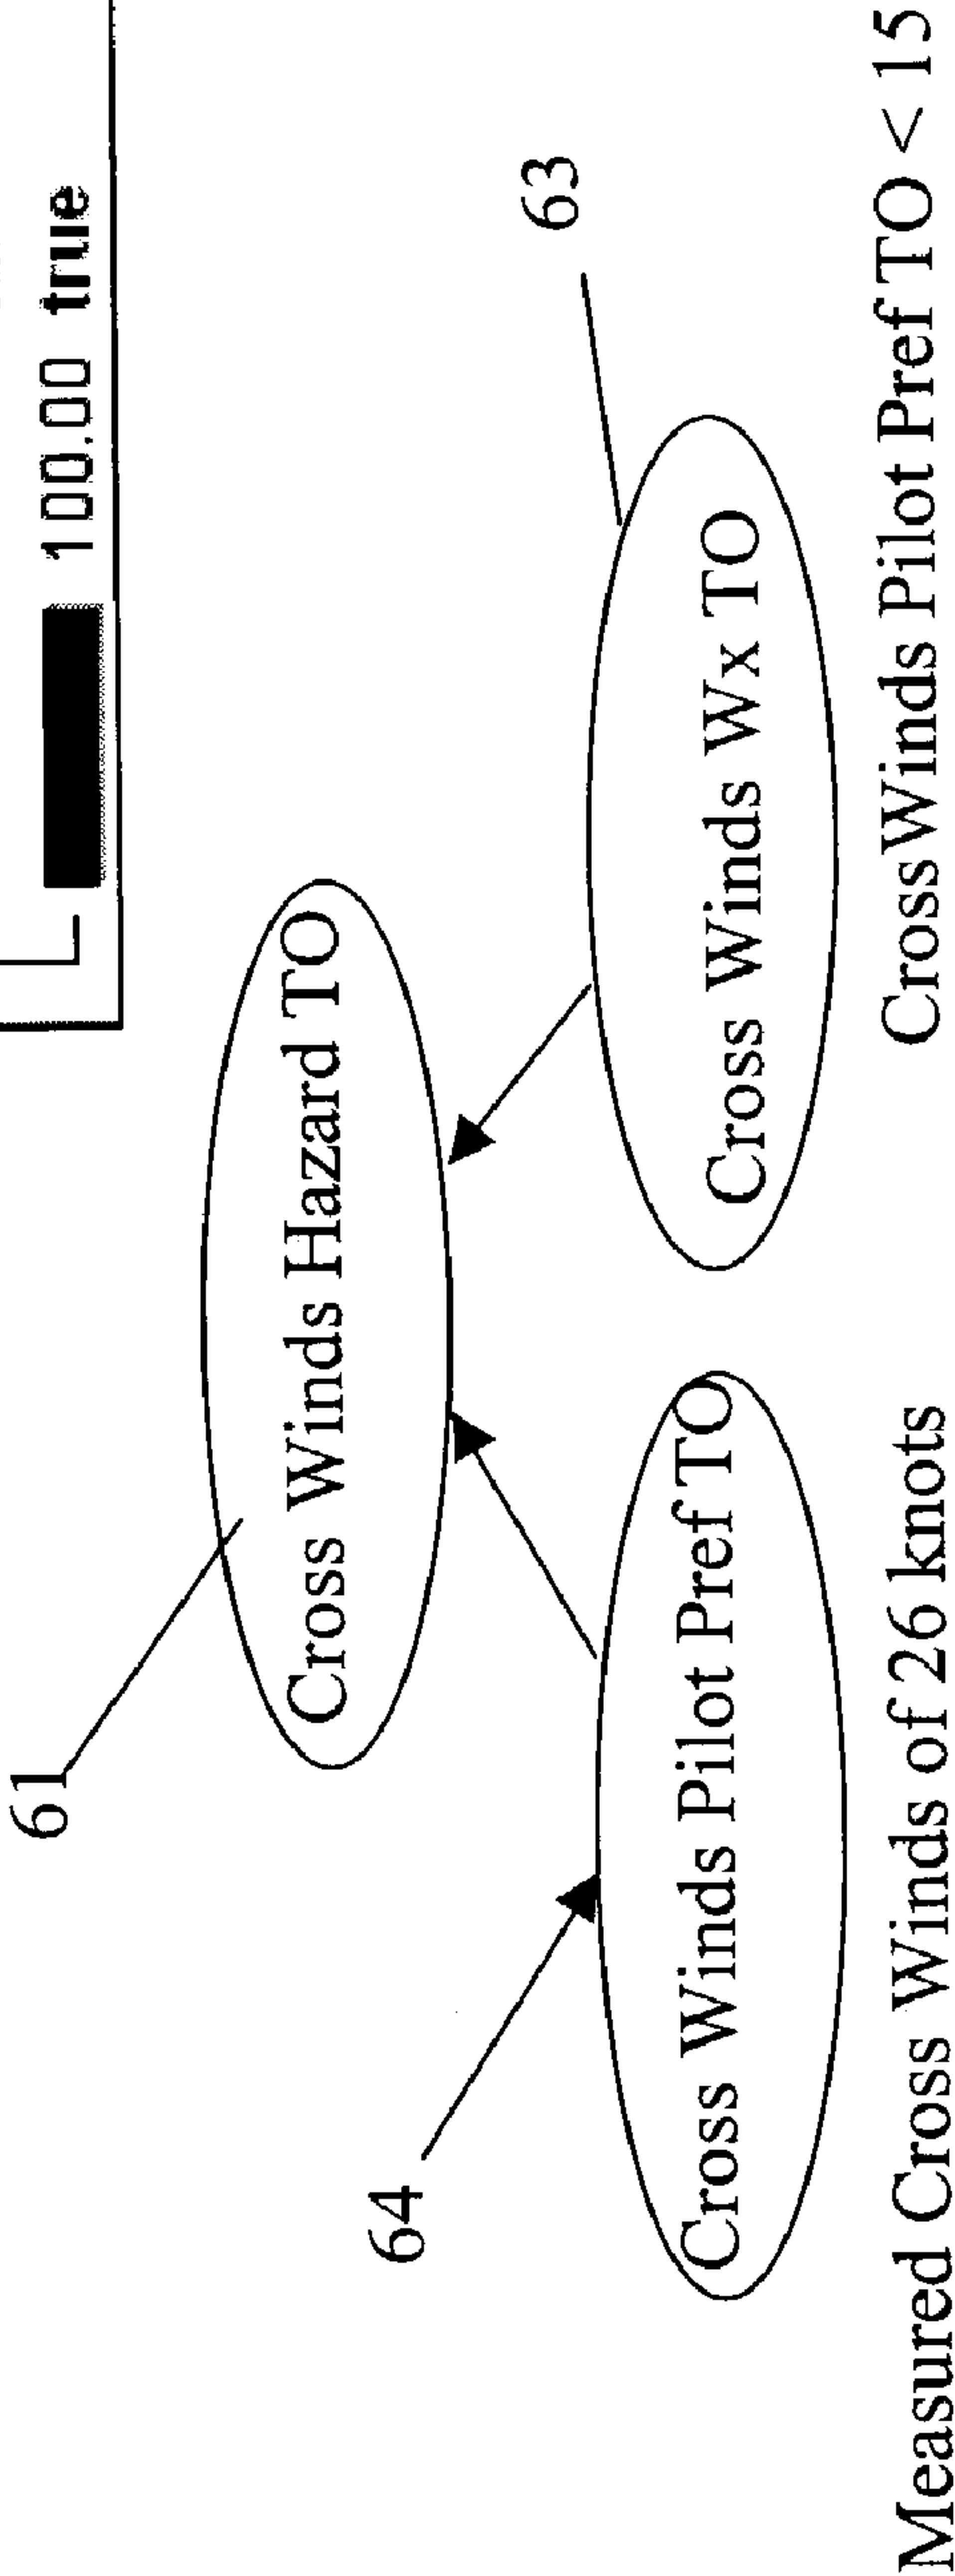 100.00 true
61
Cross Winds Hazard TO
64
63
Cross Winds Pilot Pref TO
Cross Winds Wx TO
Measured Cross Winds of 26 knots
CrossWinds Pilot Pref TO < 15